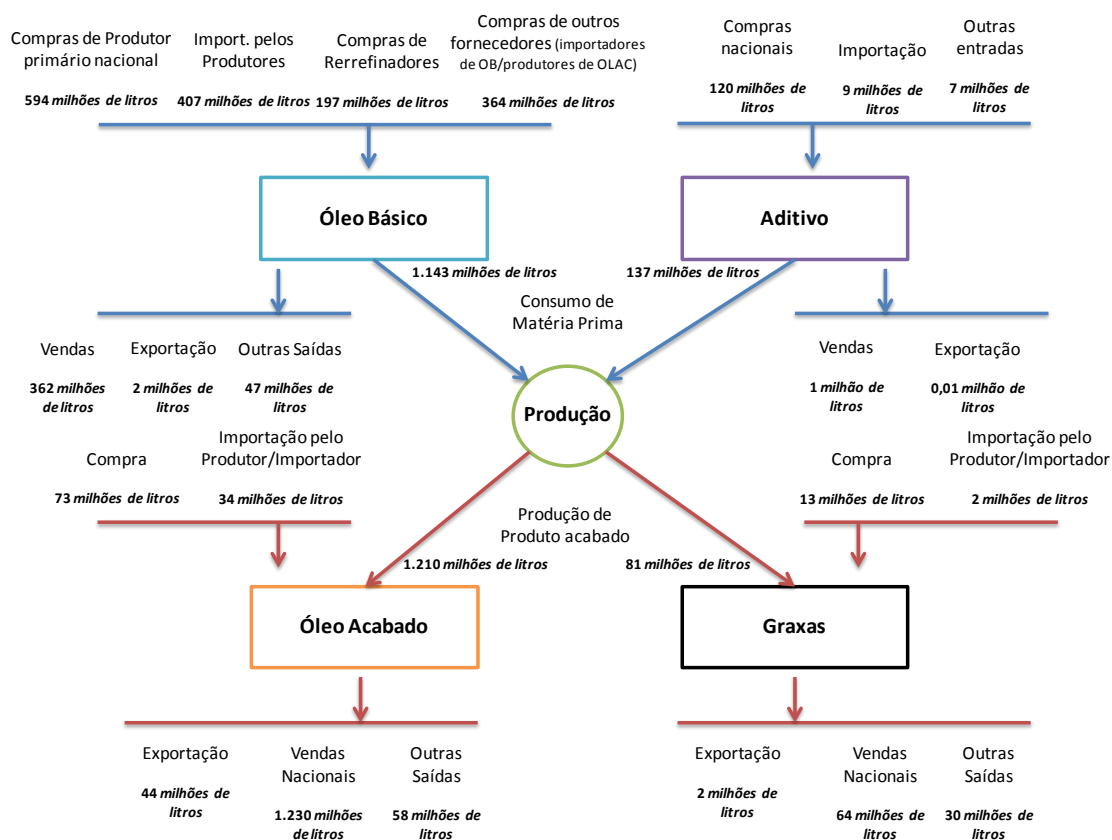 Compras de Produtor
primário nacional
594 milhões de litros
Import. pelos
Produtores
407 milhões de litros
Compras de
Rerrefinadores
197 milhões de litros
Compras de outros
fornecedores (importadores
de OB/produtores de OLAC)
364 milhões de litros
Compras
nacionais
120 milhões de
litros
Importação
9 milhões de
litros
Outras
entradas
7 milhões de
litros
Óleo Básico
Aditivo
1.143 milhões de litros
137 milhões de litros
Consumo de
Matéria Prima
Vendas
362 milhões
de litros
Exportação
2 milhões de
litros
Outras Saídas
47 milhões de
litros
Vendas
1 milhão de
litros
Exportação
0,01 milhão de
litros
Produção
Compra
73 milhões de litros
Importação pelo
Produtor/Importador
34 milhões de litros
Compra
13 milhões de litros
Importação pelo
Produtor/Importador
2 milhões de litros
Produção de
Produto acabado
1.210 milhões de litros
81 milhões de litros
Óleo Acabado
Graxas
Exportação
44 milhões de
litros
Vendas
Nacionais
1.230 milhões
de litros
Outras
Saídas
58 milhões de
litros
Exportação
2 milhões de
litros
Vendas
Nacionais
64 milhões de
litros
Outras
Saídas
30 milhões de
litros